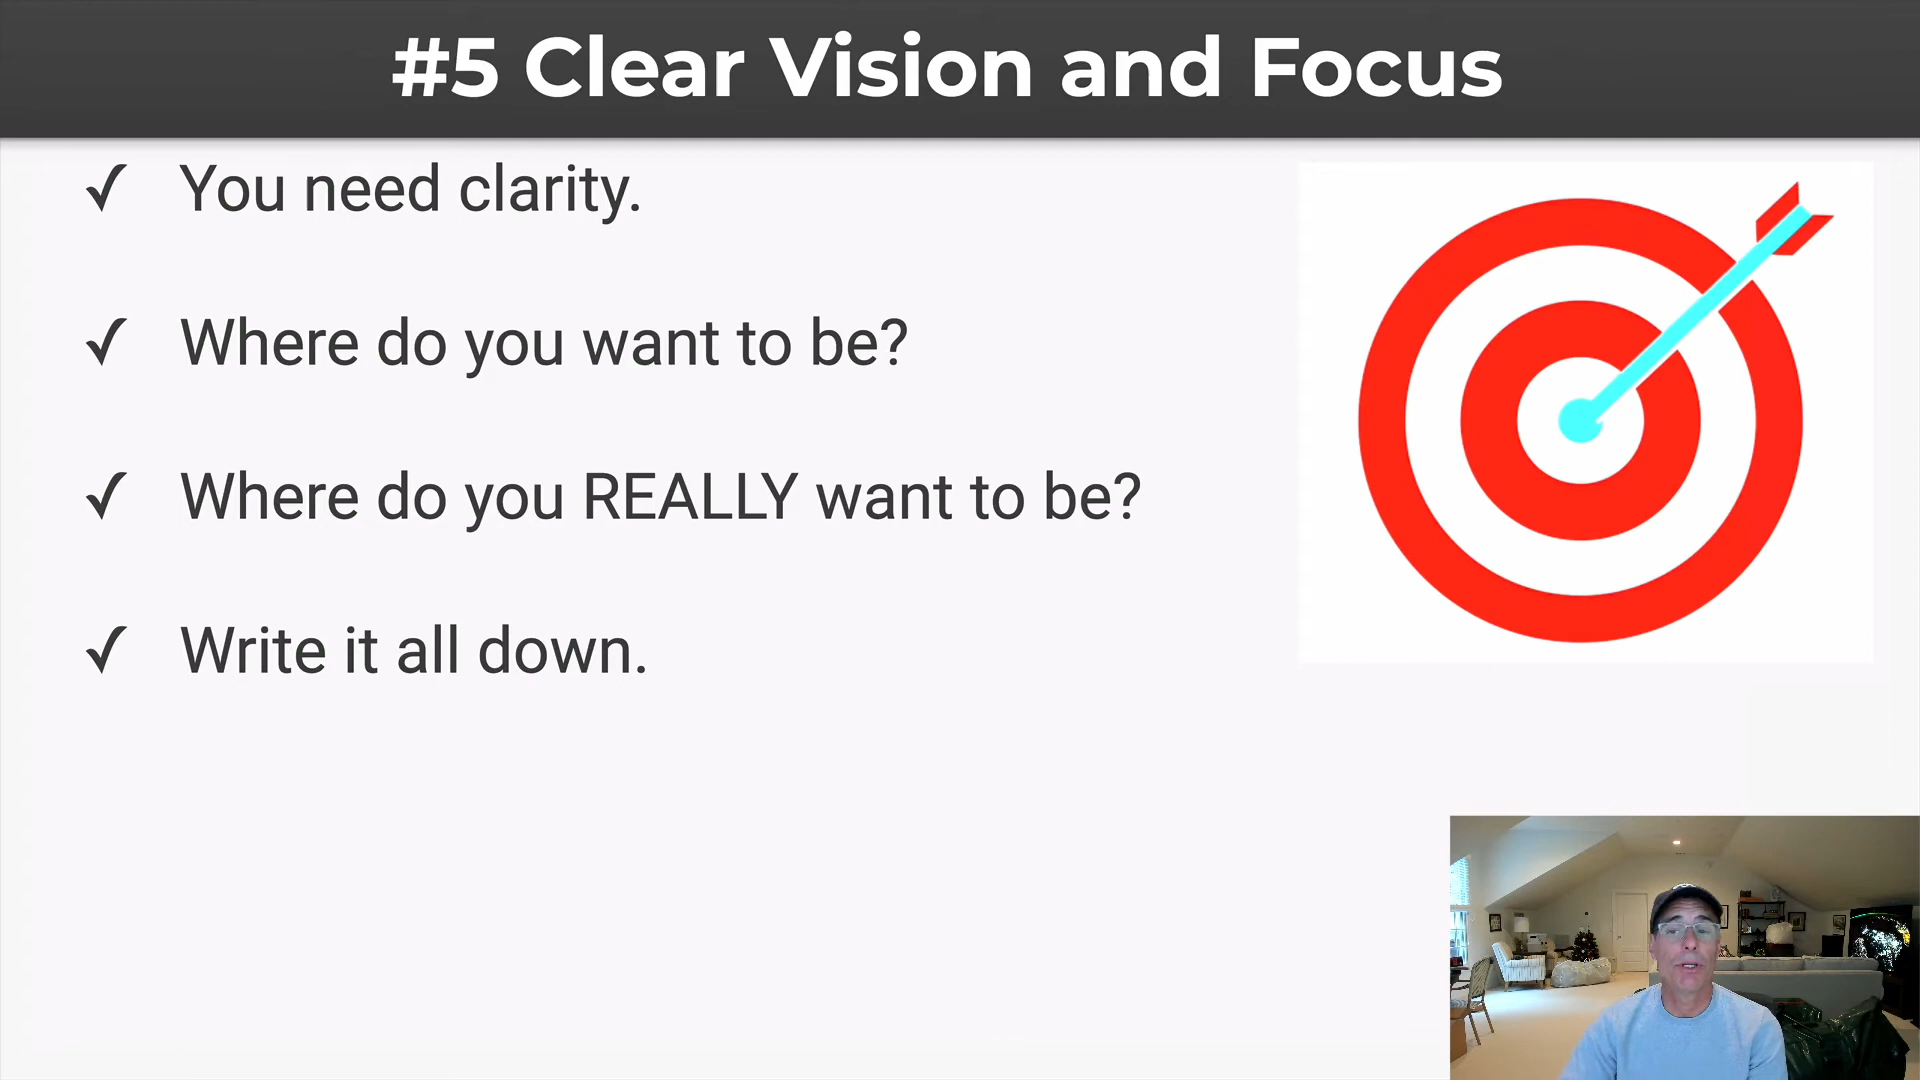 #5 Clear Vision and Focus
✓ You need clarity.
✓ Where do you want to be?
✓ Where do you REALLY want to be?
✓ Write it all down.